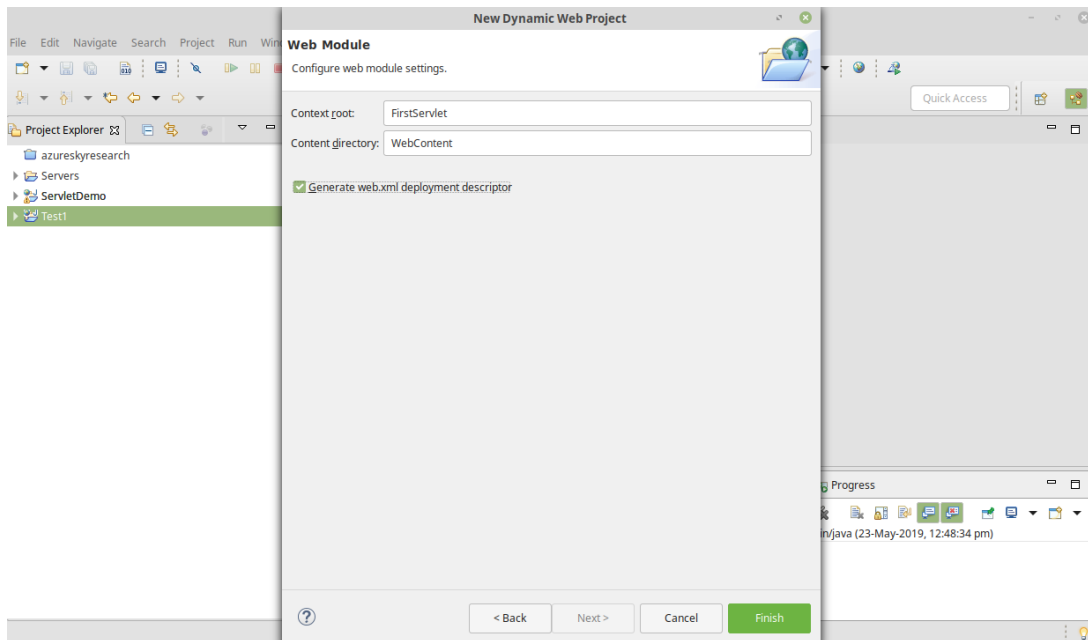 New Dynamic Web Project
File Edit Navigate Search Project Run
Web Module
Configure web module settings.
Quick Access
Context root: FirstServlet
Project Explorer
Content directory: WebContent
azureskyresearch
Servers
Generate web.xml deployment descriptor
ServletDemo
Test1
Progress
in/java (23-May-2019, 12:48:34 pm)
< Back Next > Cancel Finish